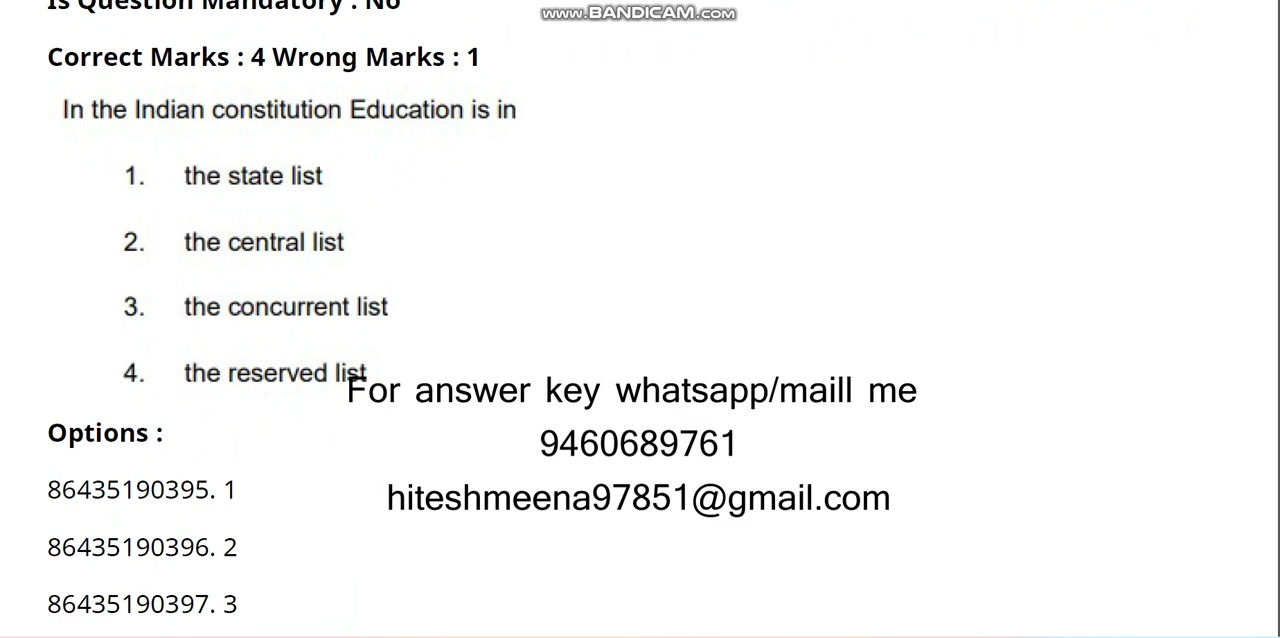 Is Question Mandatory : No
www.BANDICAM.com
Correct Marks : 4 Wrong Marks : 1
In the Indian constitution Education is in
1. the state list
2. the central list
3. the concurrent list
4. the reserved list
For answer key whatsapp/maill me
9460689761
hiteshmeena97851@gmail.com
Options :
86435190395. 1
86435190396. 2
86435190397. 3